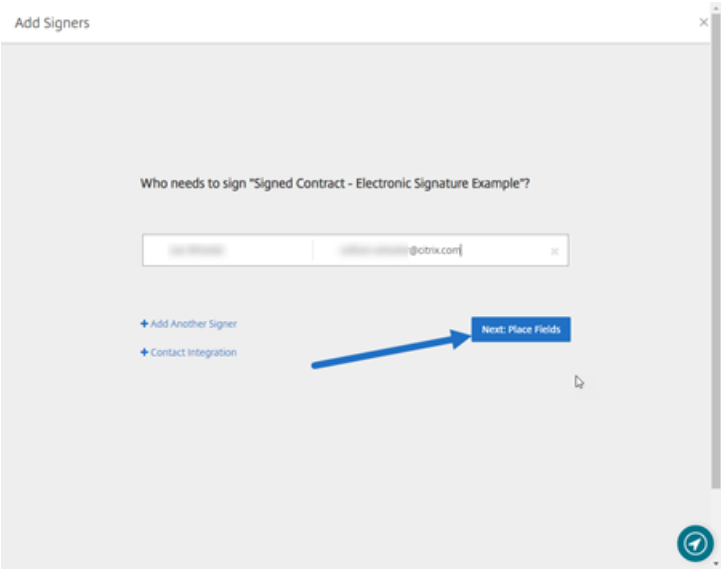 Add Signers
Who needs to sign "Signed Contract - Electronic Signature Example"?
@citrix.com
+ Add Another Signer
Next: Place Fields
+ Contact Integration